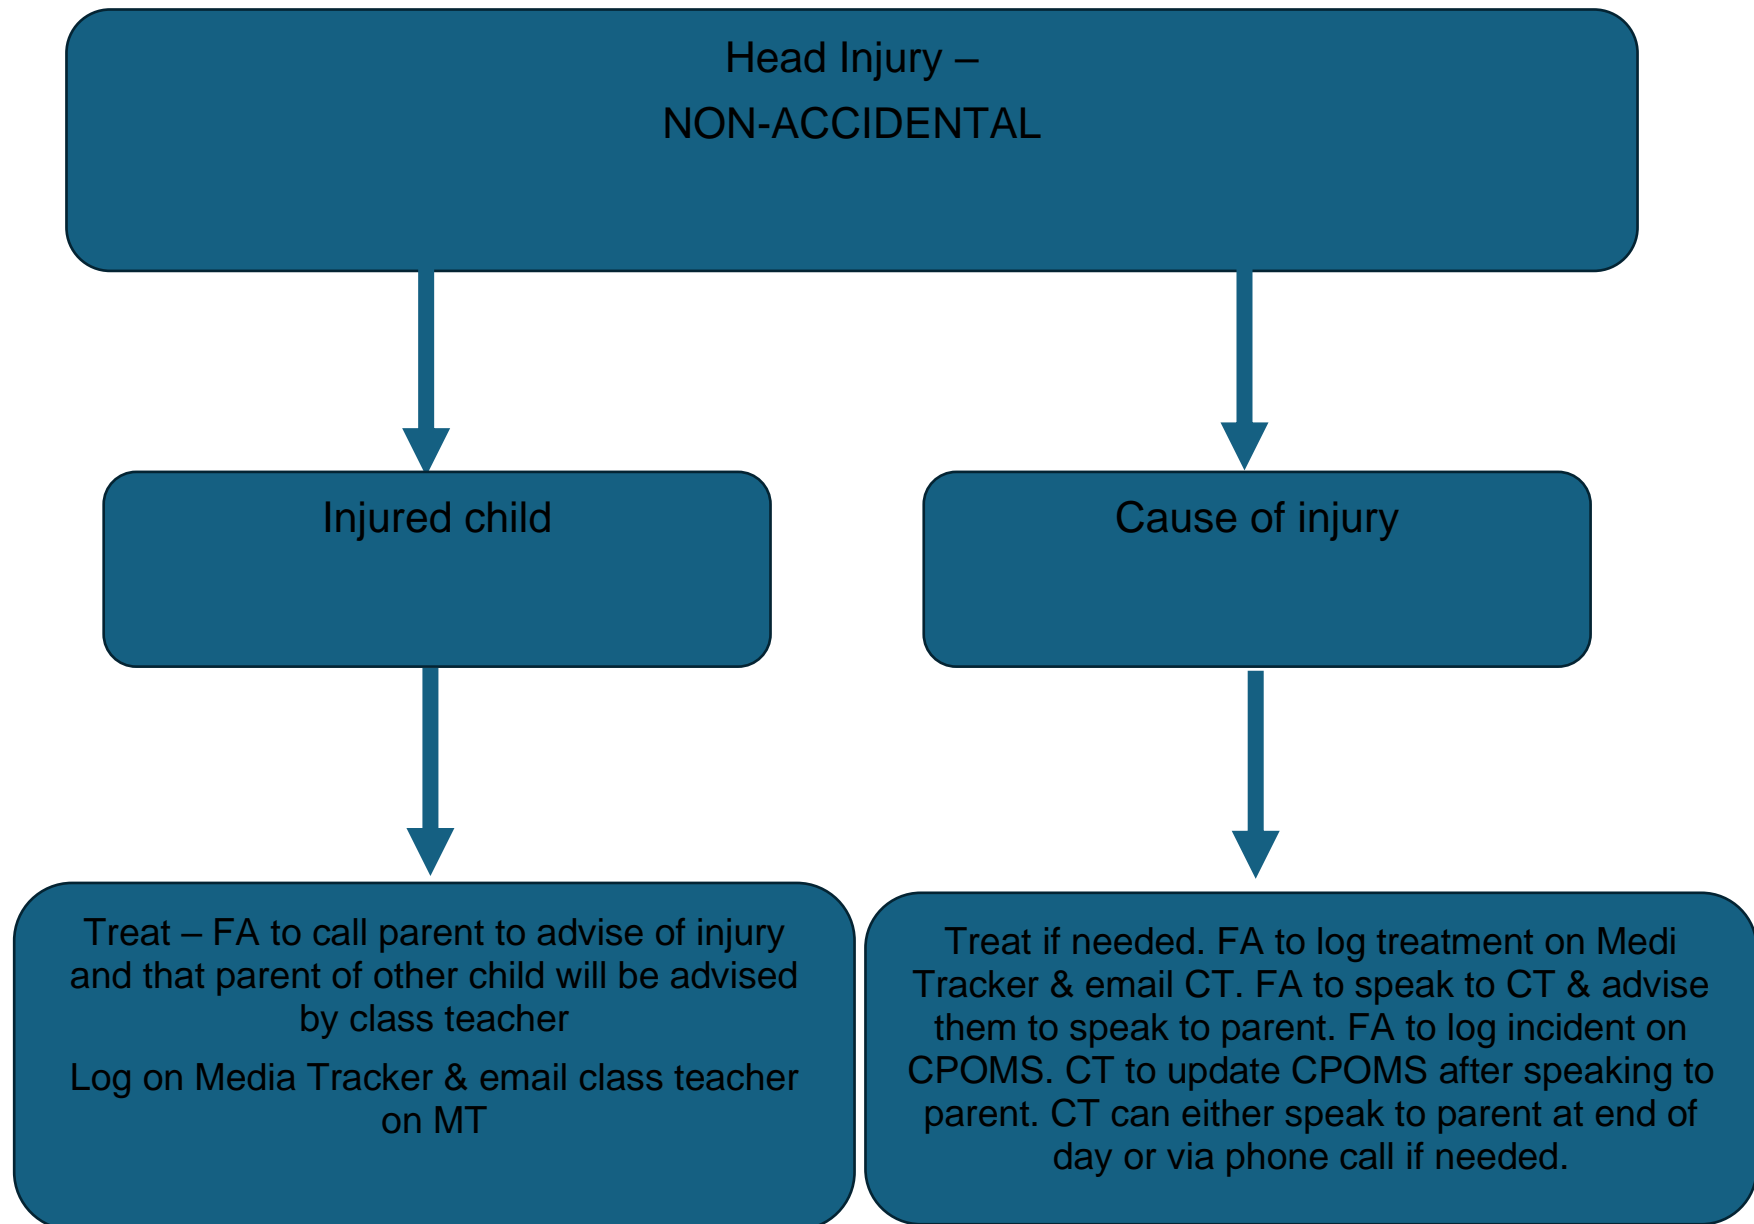 Head Injury –
NON-ACCIDENTAL
Injured child
Cause of injury
Treat – FA to call parent to advise of injury
and that parent of other child will be advised
by class teacher
Log on Media Tracker & email class teacher
on MT
Treat if needed. FA to log treatment on Medi
Tracker & email CT. FA to speak to CT & advise
them to speak to parent. FA to log incident on
CPOMS. CT to update CPOMS after speaking to
parent. CT can either speak to parent at end of
day or via phone call if needed.